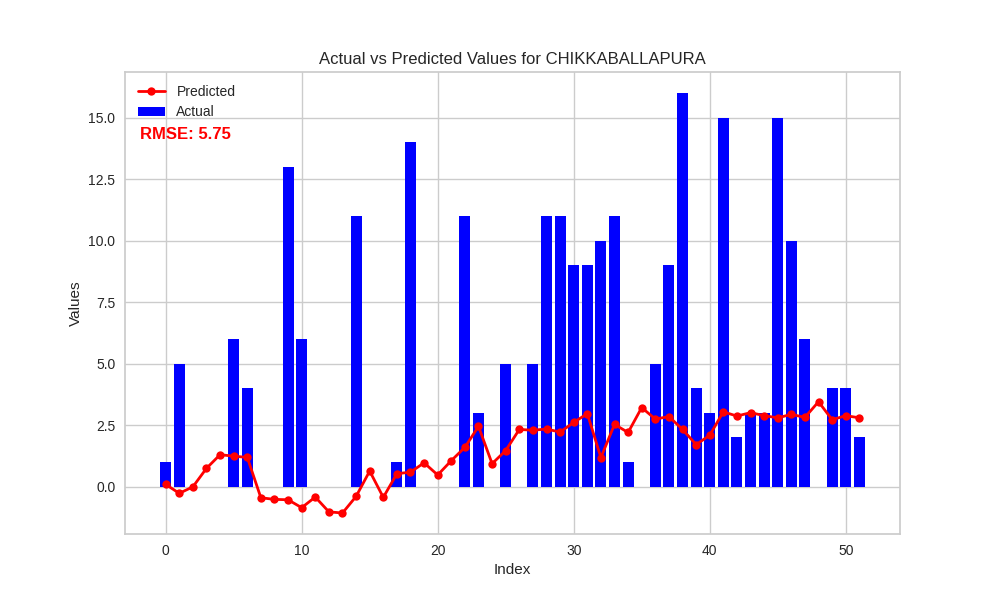 Actual vs Predicted Values for CHIKKABALLAPURA
Predicted
Actual
RMSE: 5.75
15.0
12.5
10.0
7.5
5.0
2.5
0.0
Values
0 10 20 30 40 50
Index